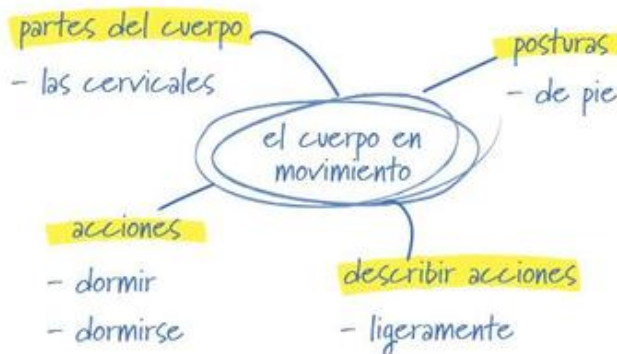 partes del cuerpo
- las cervicales
posturas
- de pie
el cuerpo en
movimiento
acciones
- dormir
- dormirse
describir acciones
- ligeramente